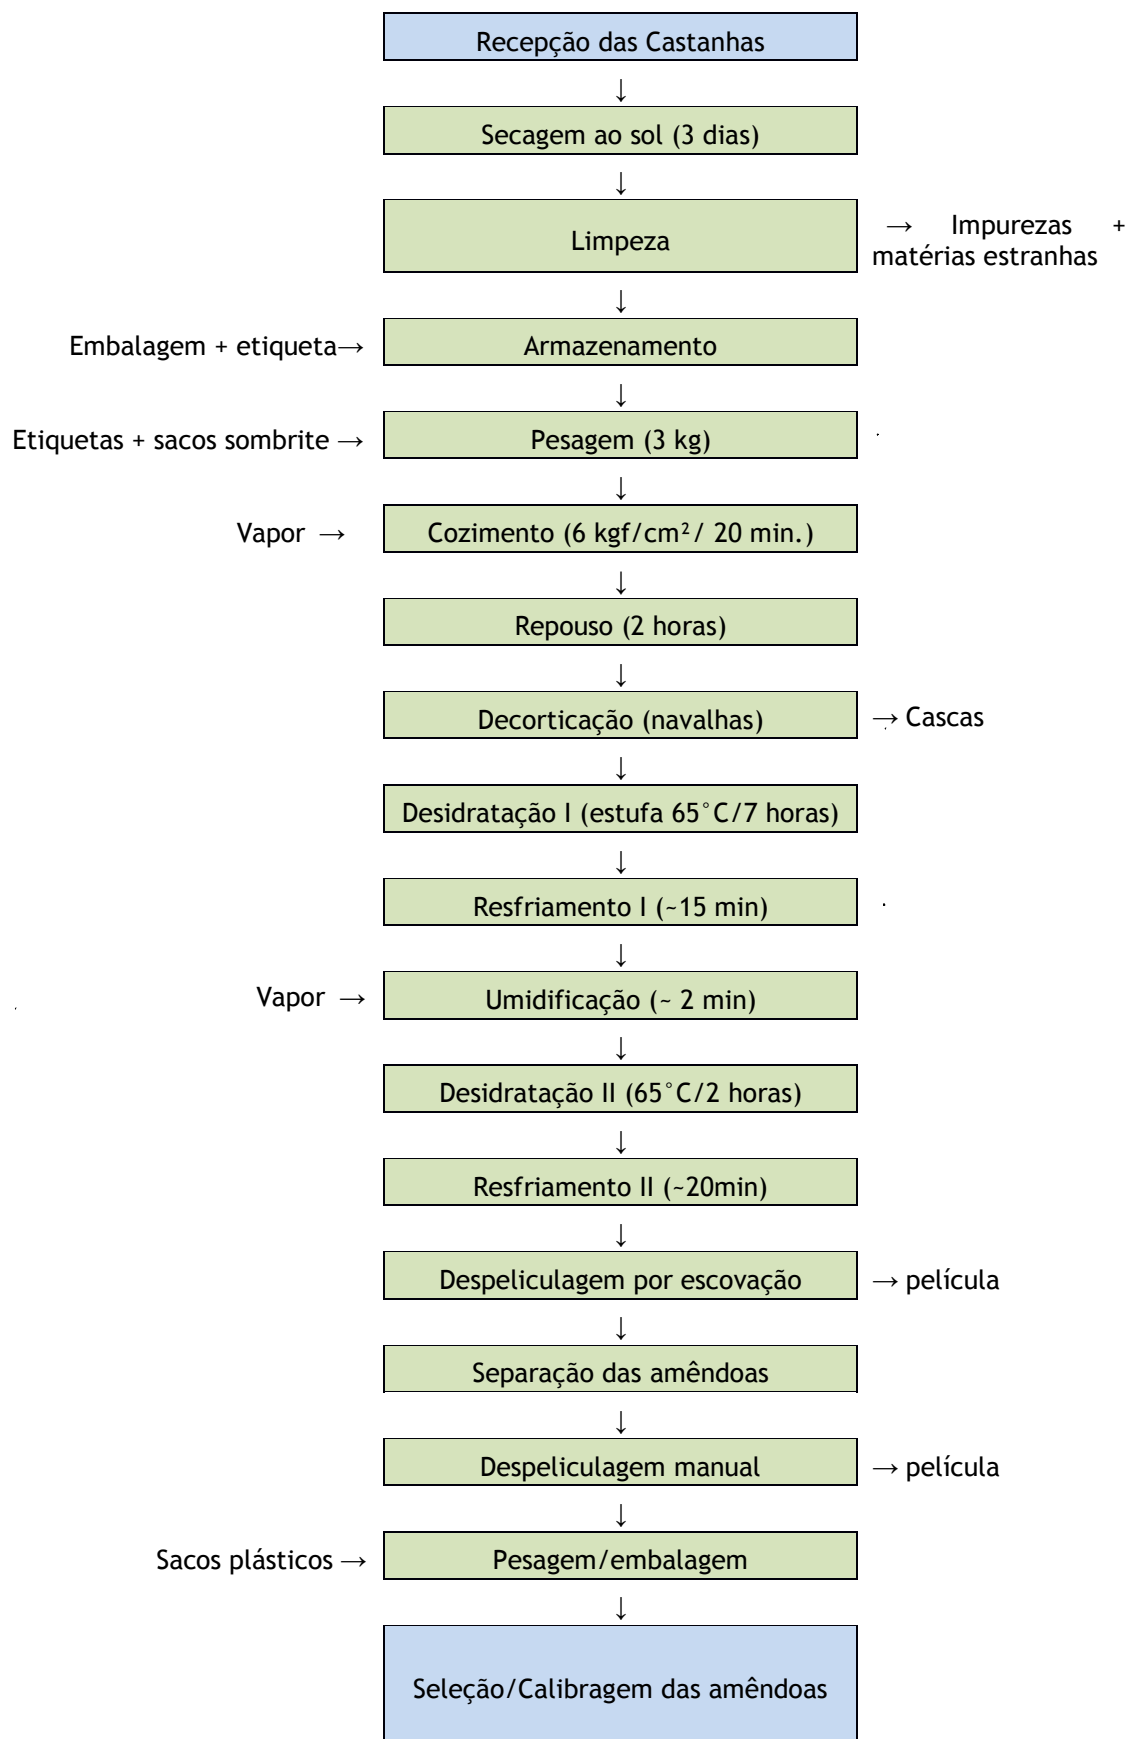 Recepção das Castanhas
↓
Secagem ao sol (3 dias)
↓
Limpeza
→ Impurezas +
matérias estranhas
↓
Embalagem + etiqueta→
Armazenamento
↓
Etiquetas + sacos sombrite →
Pesagem (3 kg)
↓
Vapor →
Cozimento (6 kgf/cm²/ 20 min.)
↓
Repouso (2 horas)
↓
Decorticação (navalhas)
→ Cascas
↓
Desidratação I (estufa 65°C/7 horas)
↓
Resfriamento I (~15 min)
↓
Vapor →
Umidificação (~ 2 min)
↓
Desidratação II (65°C/2 horas)
↓
Resfriamento II (~20min)
↓
Despeliculagem por escovação
→ película
↓
Separação das amêndoas
↓
Despeliculagem manual
→ película
↓
Sacos plásticos →
Pesagem/embalagem
↓
Seleção/Calibragem das amêndoas